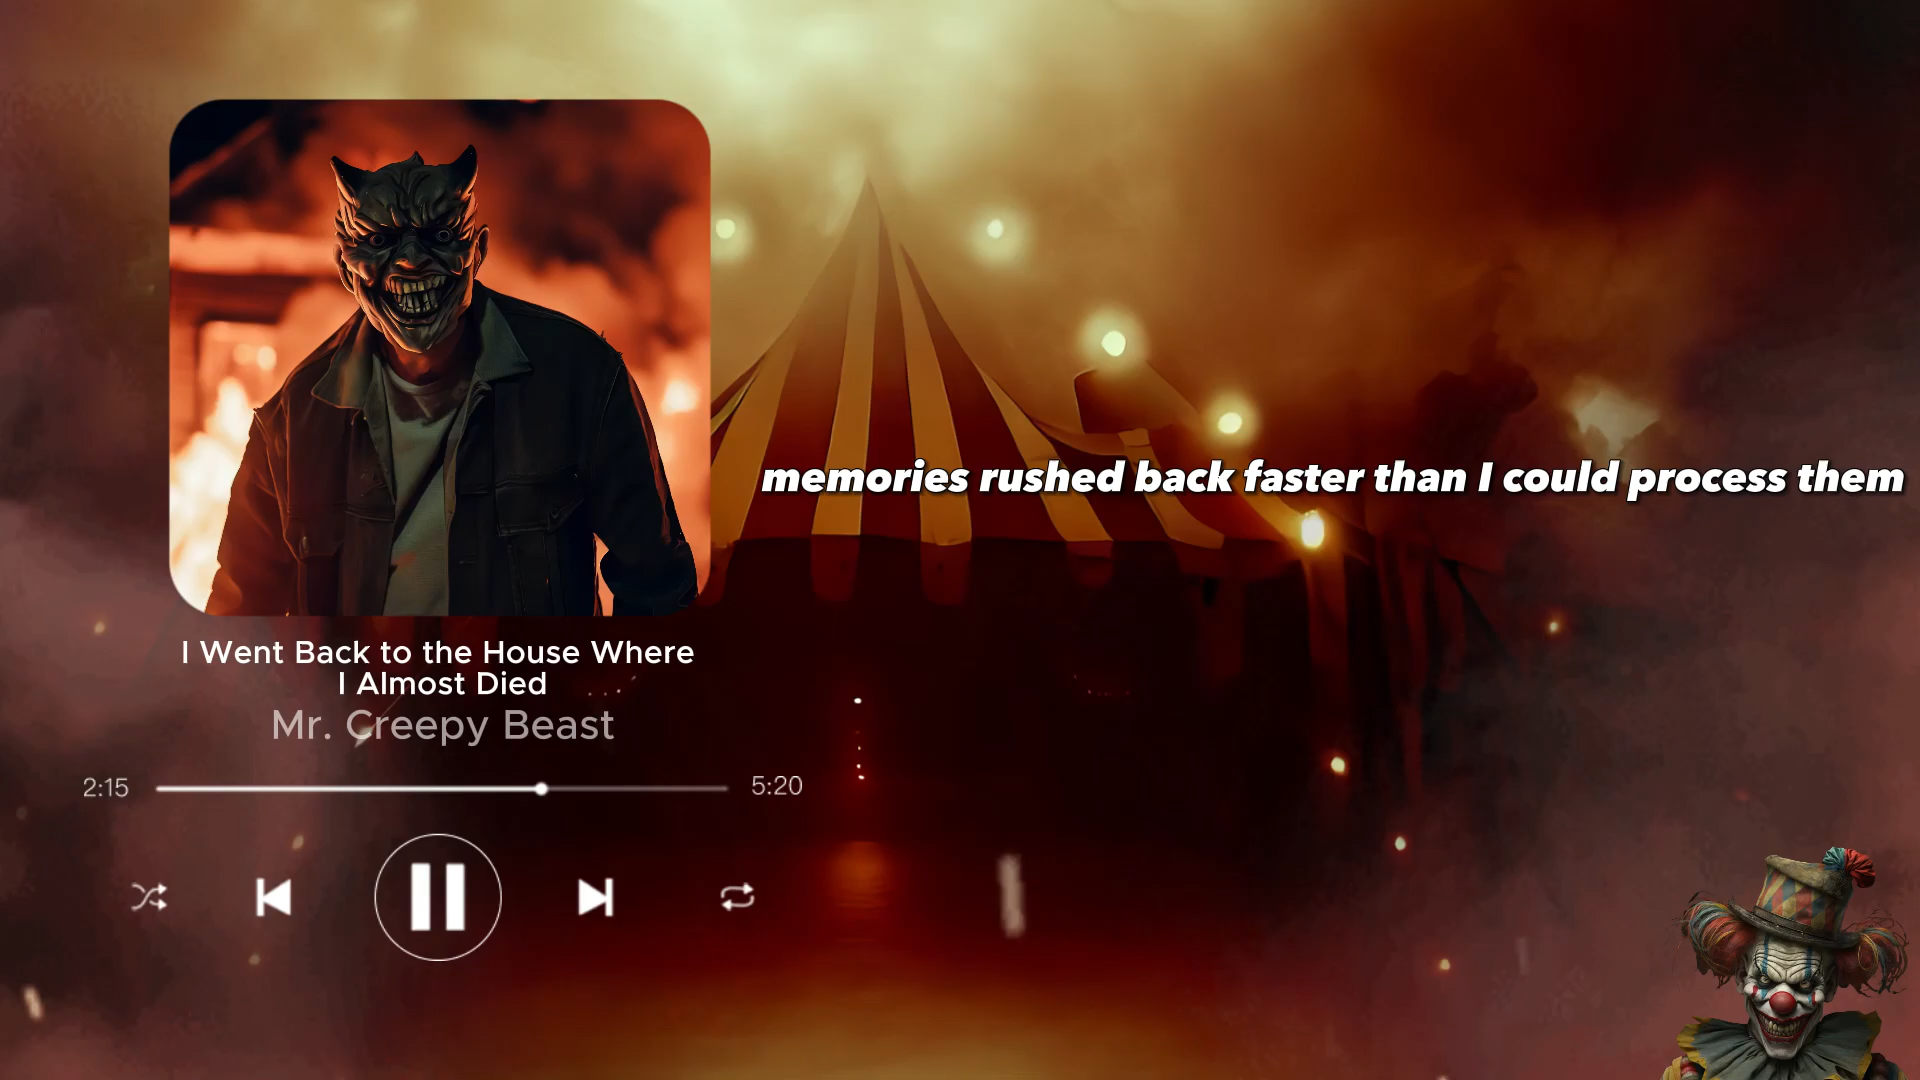 memories rushed back faster than I could process them
I Went Back to the House Where
I Almost Died
Mr. Creepy Beast
2:15
5:20